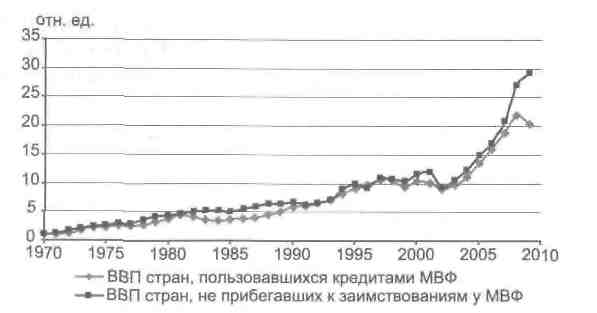 отн. ед.
35
30
25
20
15
10
5
0
1970 1975 1980 1985 1990 1995 2000 2005 2010
ВВП стран, пользовавшихся кредитами МВФ
ВВП стран, не прибегавших к заимствованиям у МВФ